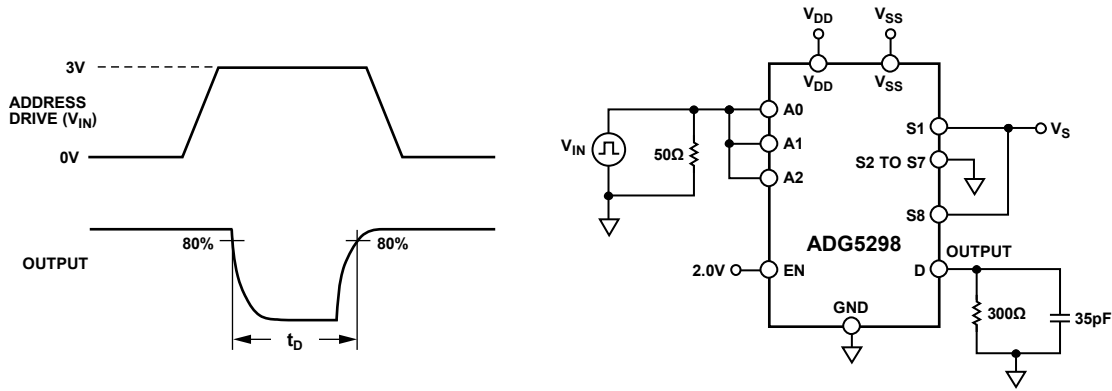 3V
ADDRESS
DRIVE (VIN)
0V
80%
80%
OUTPUT
tD
VDD
VSS
VDD
VSS
A0
A1
A2
VIN
50Ω
S1
VS
S2 TO S7
S8
ADG5298
OUTPUT
2.0V
EN
D
GND
300Ω
35pF